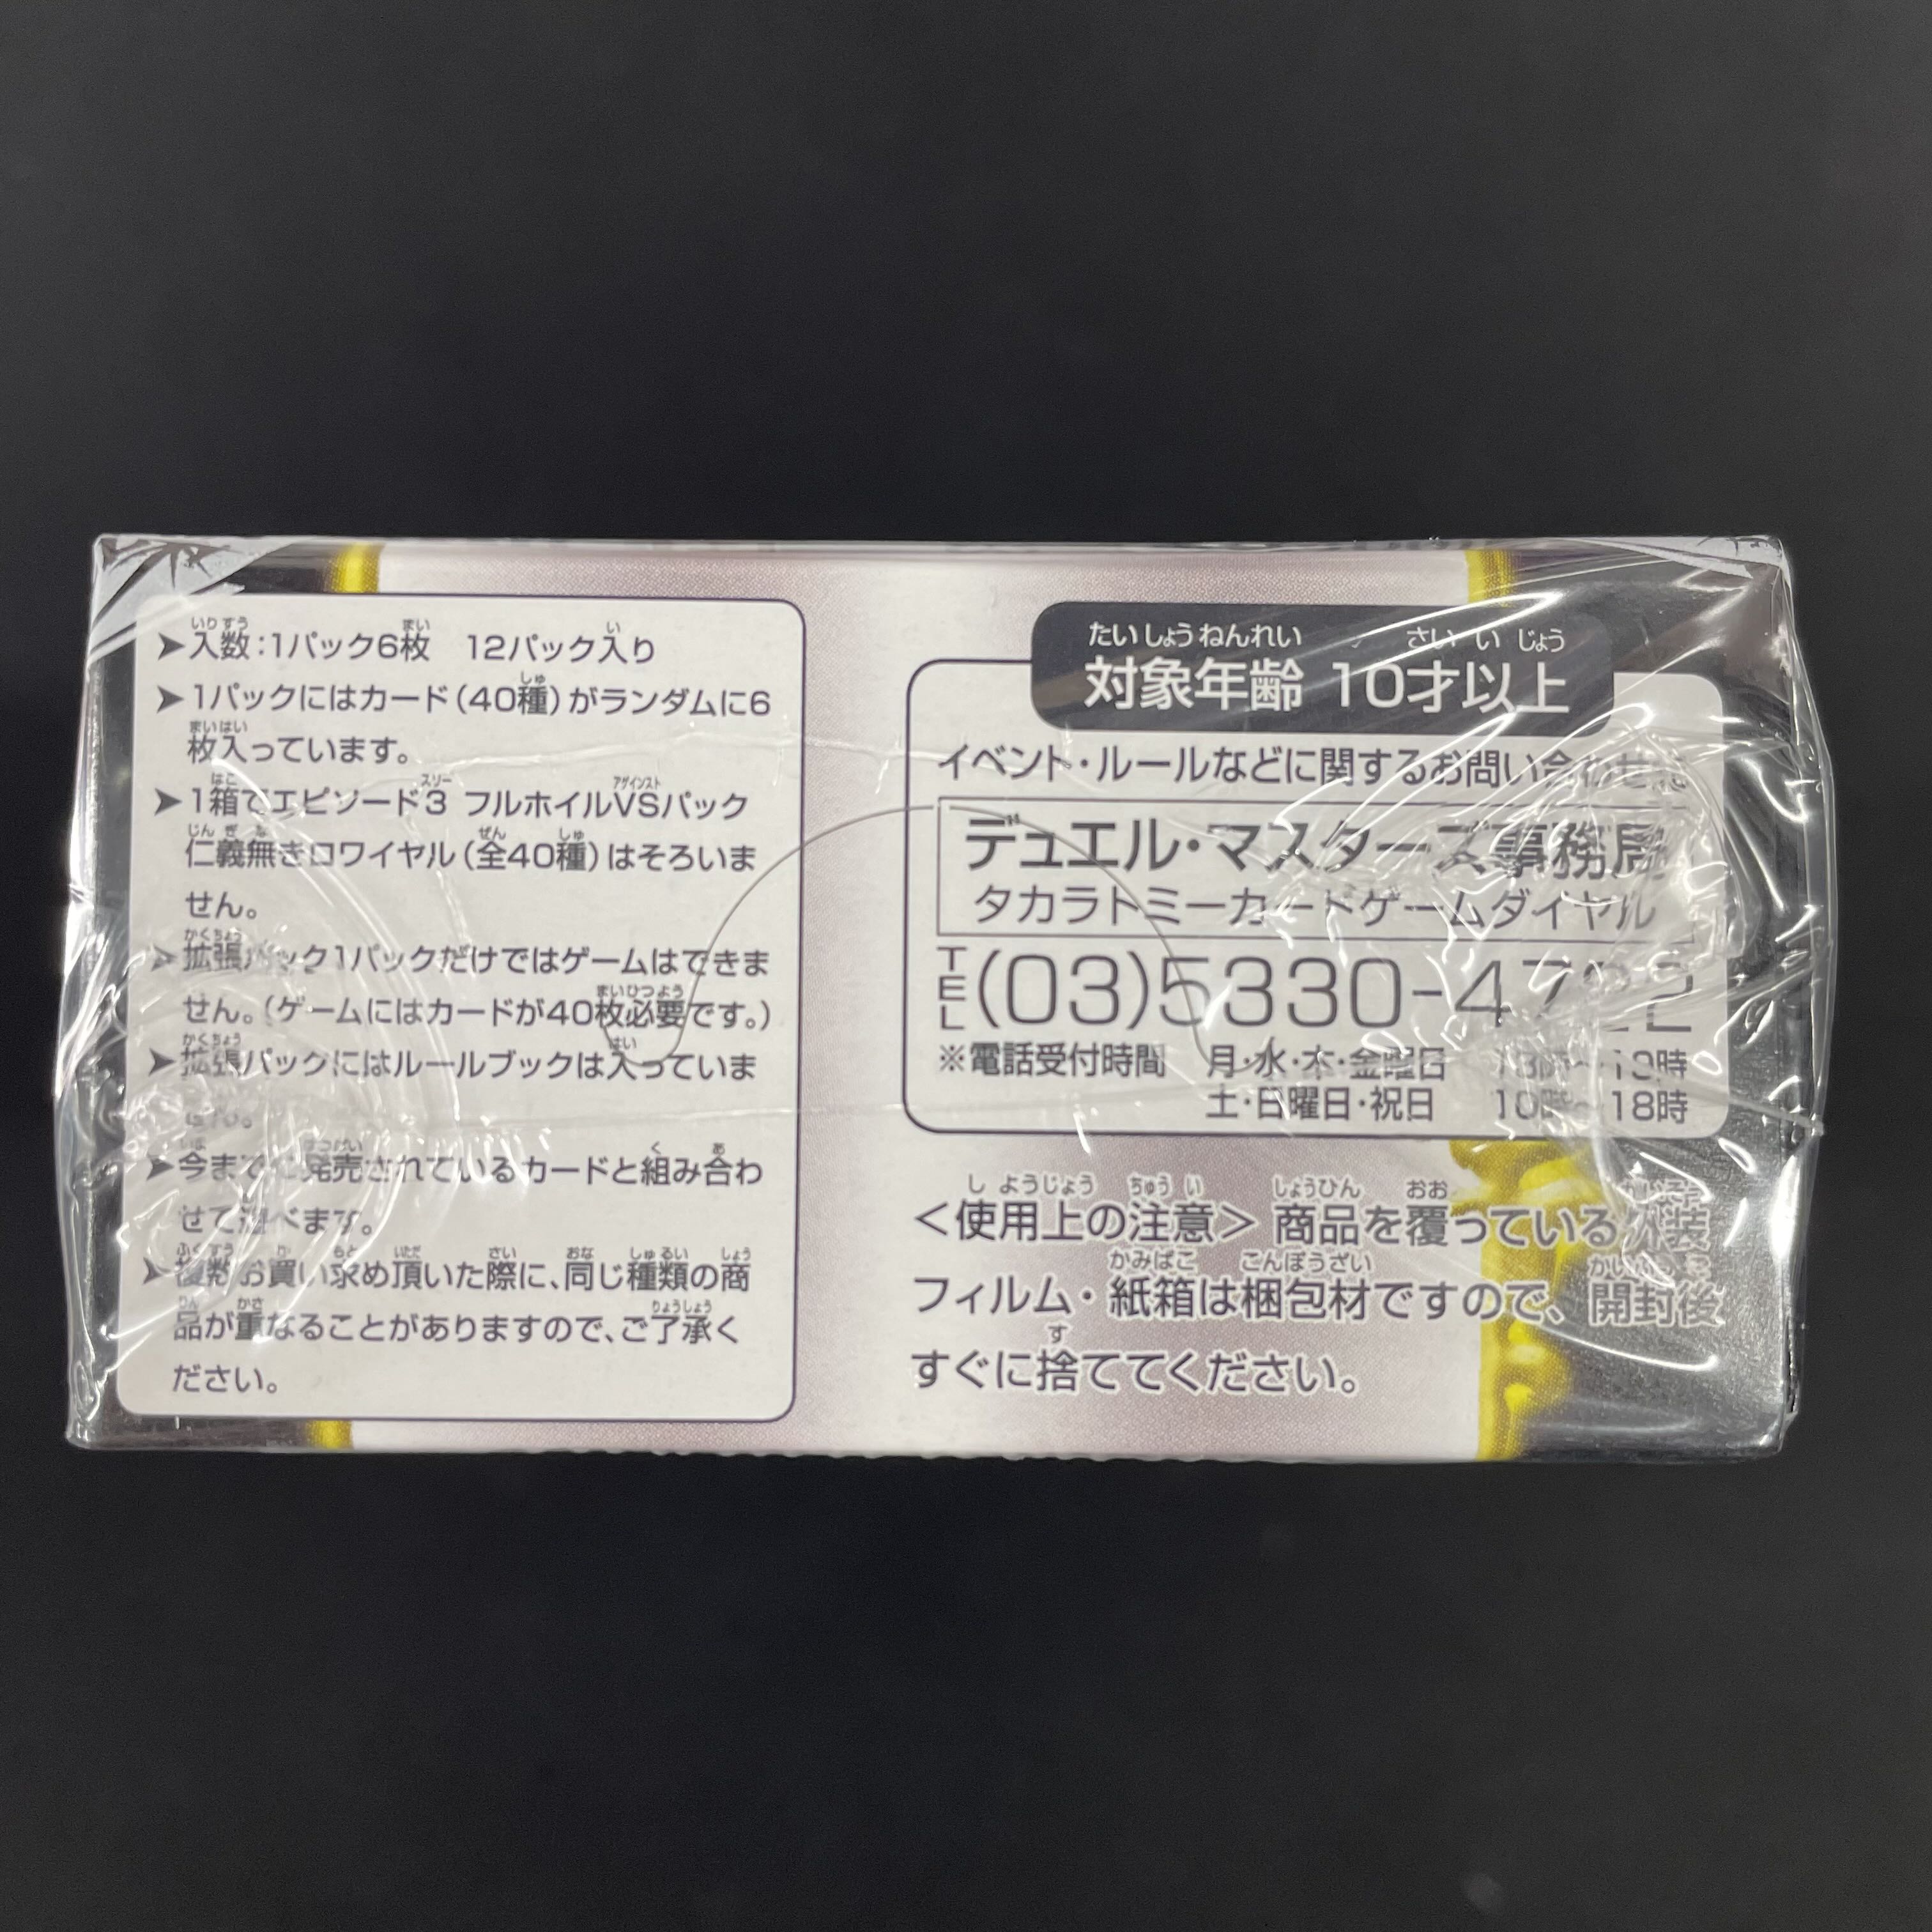 ➤入数：1パック6枚　12パック入り
➤1パックにはカード（40種）がランダムに6
枚入っています。
➤1箱でエピソード3 フルホイルVSパック
仁義無きロワイヤル（全40種）はそろいま
せん。
➤拡張パック1パックだけではゲームはできま
せん。（ゲームにはカードが40枚必要です。）
➤拡張パックにはルールブックは入っていま
せん。
➤今までに発売されているカードと組み合わ
せて遊べます。
➤複数お買い求め頂いた際に、同じ種類の商
品が重なることがありますので、ご了承く
ださい。
対象年齢 10才以上
イベント・ルールなどに関するお問い合わせは
デュエル・マスターズ事務局
タカラトミーカードゲームダイヤル
TEL(03)5330-4722
※電話受付時間　月・水・木・金曜日
土・日曜日・祝日　10時〜18時
＜使用上の注意＞ 商品を覆っている外装
フィルム・紙箱は梱包材ですので、開封後
すぐに捨ててください。